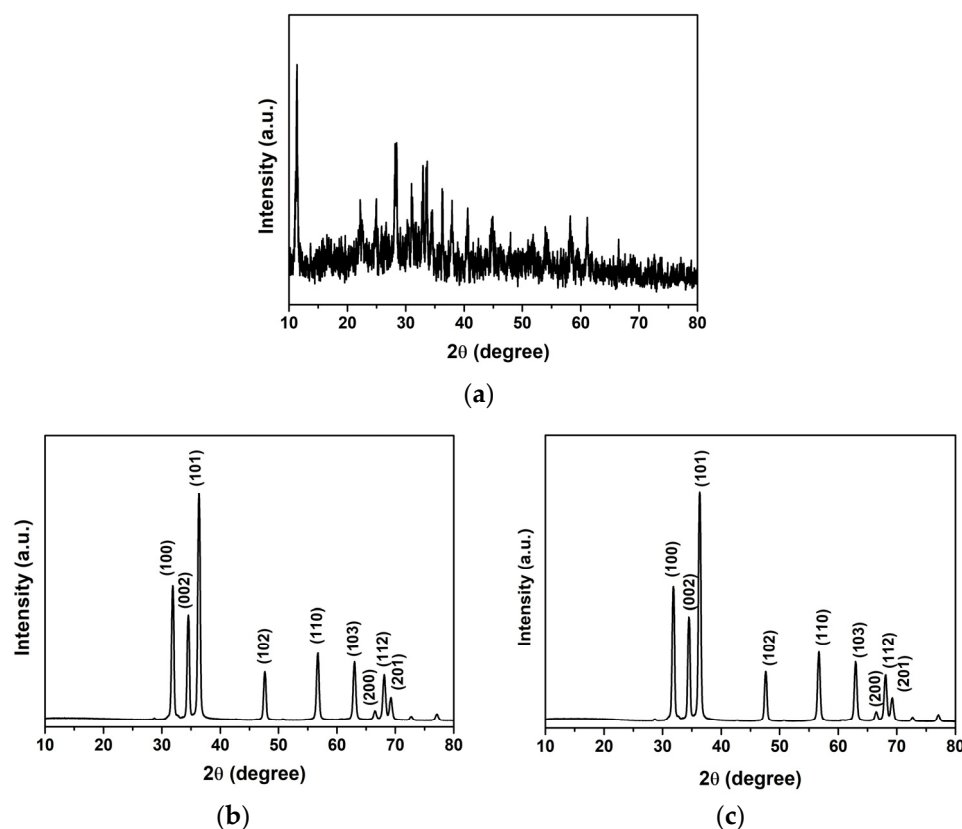 Intensity (a.u.)
10 20 30 40 50 60 70 80
2θ (degree)
(a)
Intensity (a.u.)
(100)
(002)
(101)
(102)
(110)
(103)
(200)
(112)
(201)
10 20 30 40 50 60 70 80
2θ (degree)
(b)
Intensity (a.u.)
(100)
(002)
(101)
(102)
(110)
(103)
(200)
(112)
(201)
10 20 30 40 50 60 70 80
2θ (degree)
(c)